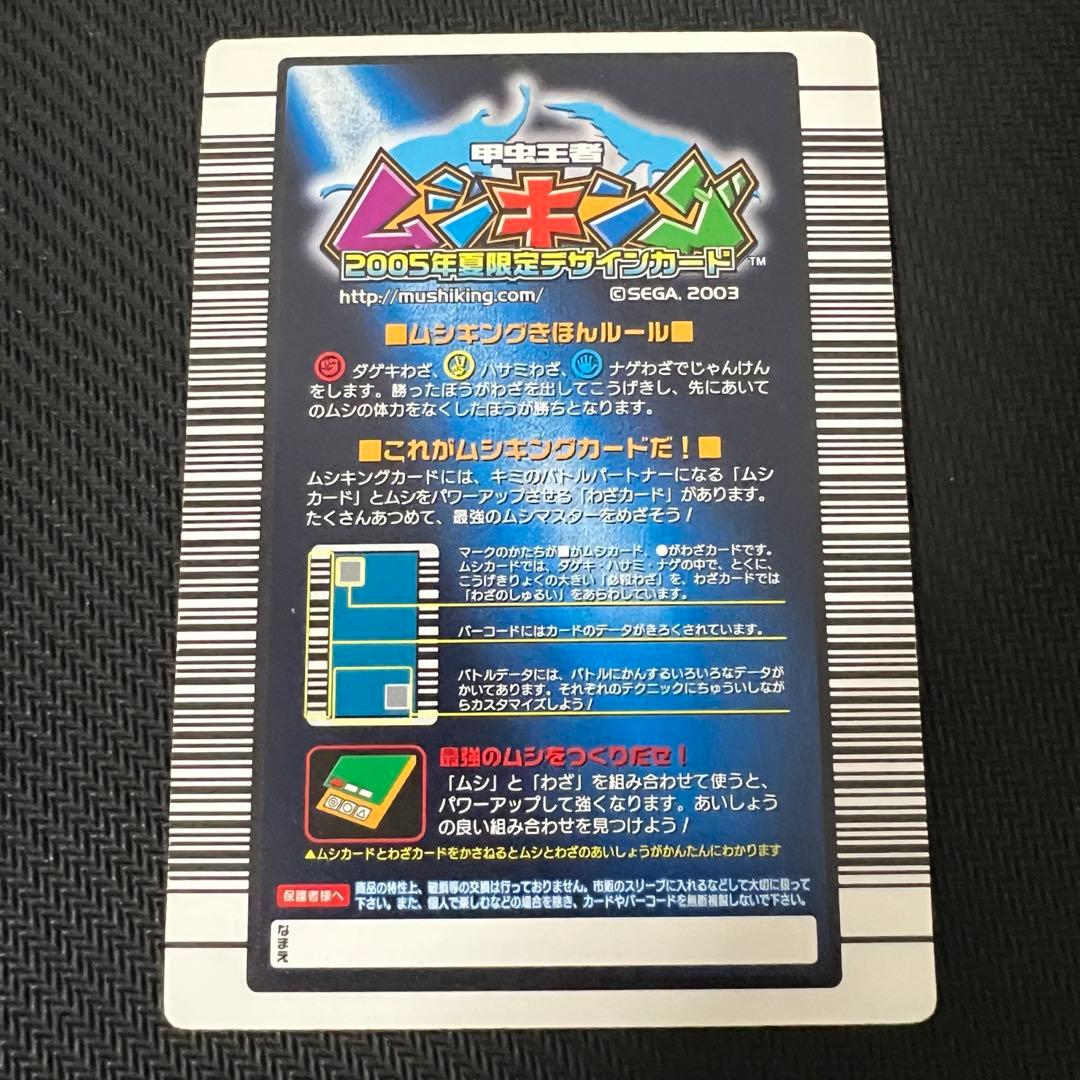 甲虫王者
ムシキング
2005年夏限定デザインカード TM
http://mushiking.com/ ©SEGA, 2003
■ムシキングきほんルール■
ダゲキわざ、 ハサミわざ、 ナゲわざでじゃんけん
をします。勝ったほうがわざを出してこうげきし、先にあいて
のムシの体力をなくしたほうが勝ちとなります。
■これがムシキングカードだ!■
ムシキングカードには、キミのバトルパートナーになる「ムシ
カード」とムシをパワーアップさせる「わざカード」があります。
たくさんあつめて、最強のムシマスターをめざそう!
マークのかたちが■がムシカード、●がわざカードです。
ムシカードでは、ダゲキ・ハサミ・ナゲの中で、とくに、
こうげきりょくの大きい「必殺わざ」を、わざカードでは
「わざのしゅるい」をあらわしています。
バーコードにはカードのデータがきろくされています。
バトルデータには、バトルにかんするいろいろなデータが
かいてあります。それぞれのテクニックにちゅういしなが
らカスタマイズしよう!
最強のムシをつくりだせ!
「ムシ」と「わざ」を組み合わせて使うと、
パワーアップして強くなります。あいしょう
の良い組み合わせを見つけよう!
▲ムシカードとわざカードをかさねるとムシとわざのあいしょうがかんたんにわかります
保護者様へ 商品の特性上、破損等の交換は行っておりません。市販のスリーブに入れるなどして大切に扱って
下さい。また、個人で楽しむなどの場合を除き、カードやバーコードを無断複製しないで下さい。
なまえ